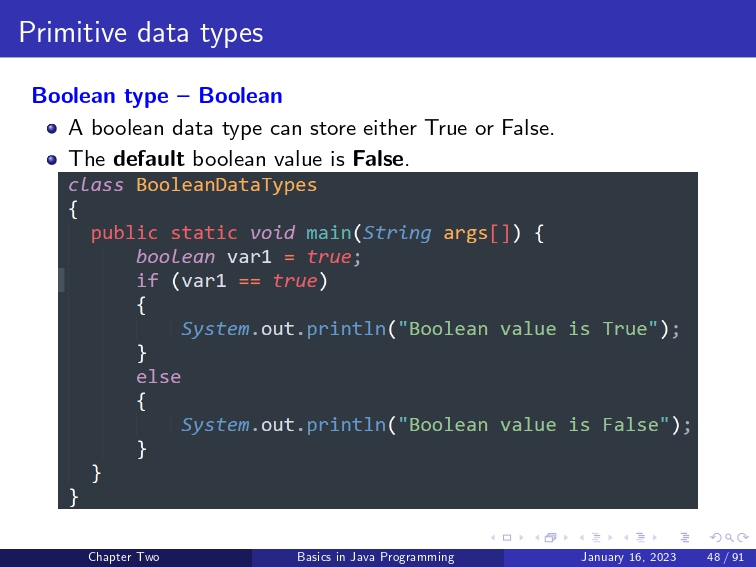 Primitive data types
Boolean type – Boolean
A boolean data type can store either True or False.
The default boolean value is False.
class BooleanDataTypes
{
public static void main(String args[]) {
boolean var1 = true;
if (var1 == true)
{
System.out.println("Boolean value is True");
}
else
{
System.out.println("Boolean value is False");
}
}
}
Chapter Two Basics in Java Programming January 16, 2023 48 / 91